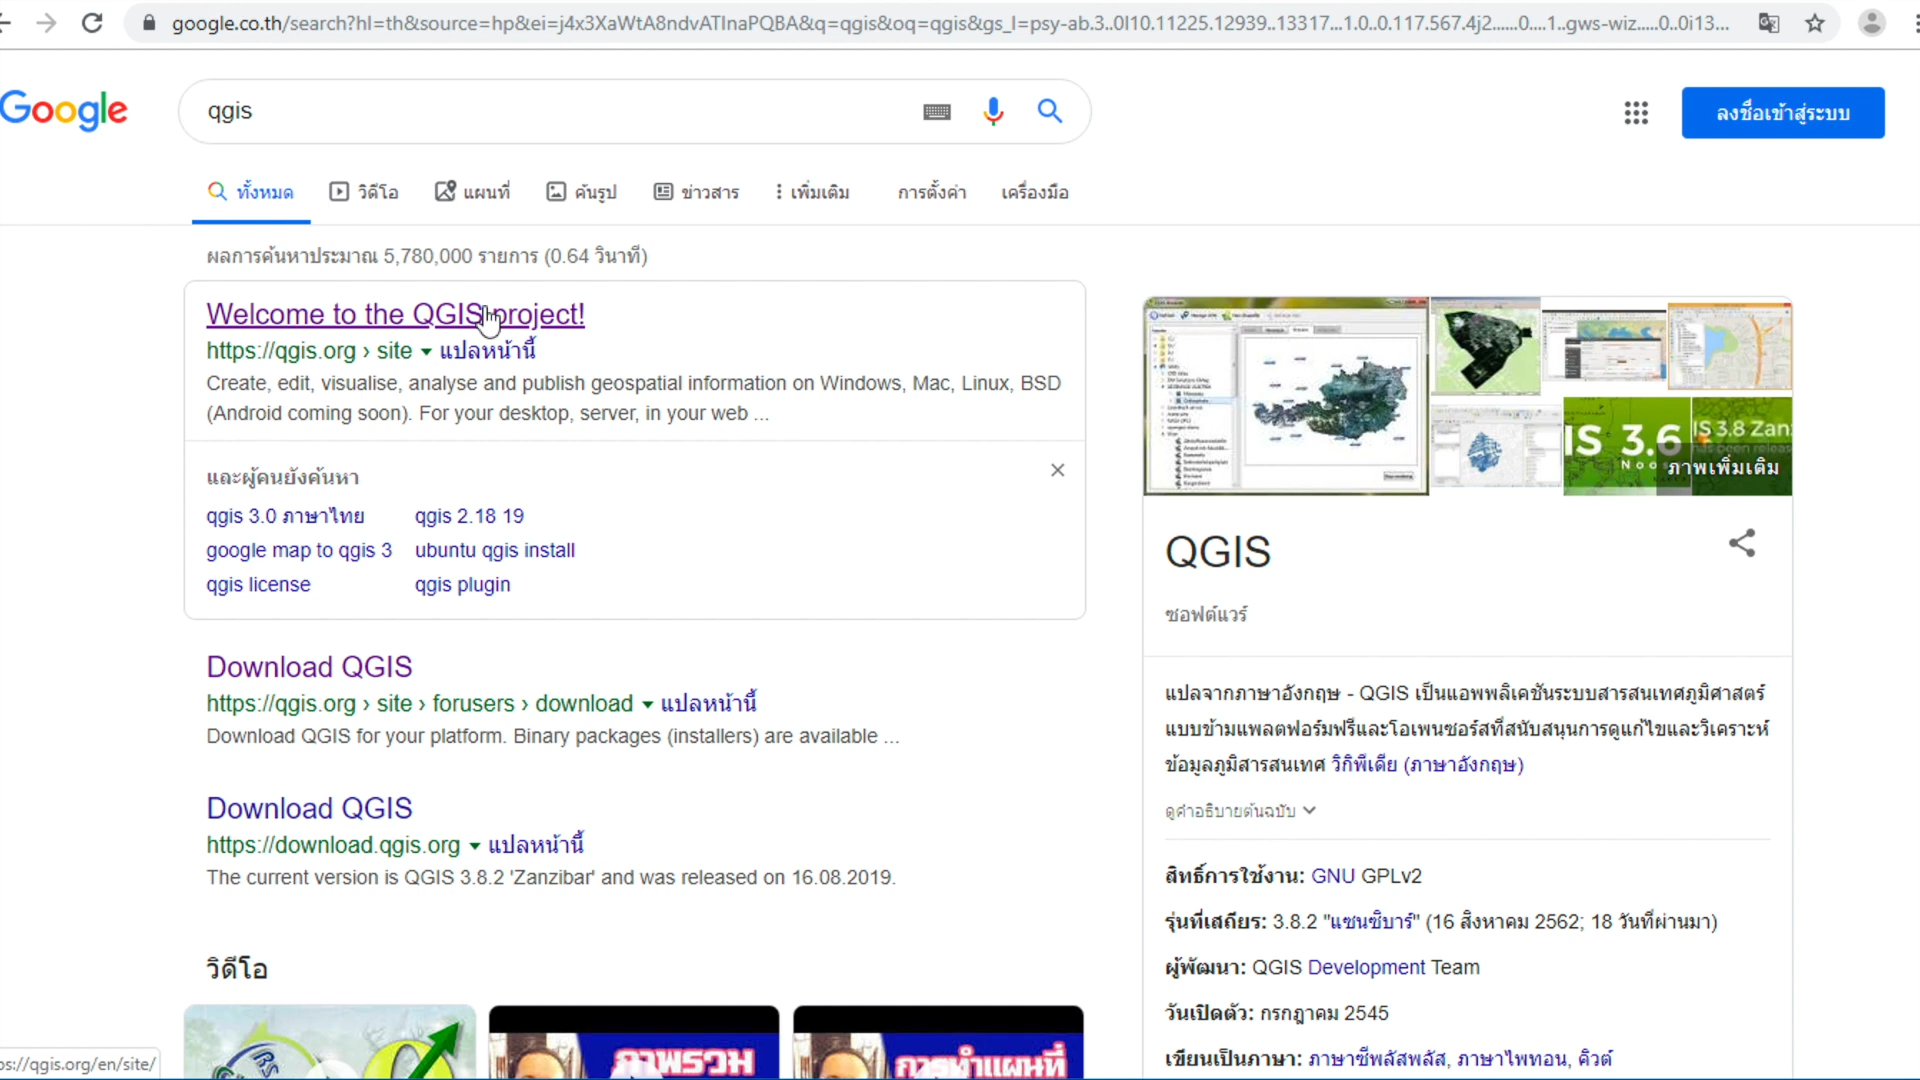 google.co.th/search?hl=th&source=hp&ei=j4x3XaWtA8ndvATInaPQBA&q=qgis&oq=qgis&gs_l=psy-ab.3..0l10.11225.12939..13317...1.0..0.117.567.4j2......0....1..gws-wiz.....0..0i13...
Google
qgis
ลงชื่อเข้าสู่ระบบ
ทั้งหมด วิดีโอ แผนที่ ค้นรูป ข่าวสาร เพิ่มเติม การตั้งค่า เครื่องมือ
ผลการค้นหาประมาณ 5,780,000 รายการ (0.64 วินาที)
Welcome to the QGIS project!
https://qgis.org › site แปลหน้านี้
Create, edit, visualise, analyse and publish geospatial information on Windows, Mac, Linux, BSD
(Android coming soon). For your desktop, server, in your web ...
และผู้คนยังค้นหา
qgis 3.0 ภาษาไทย qgis 2.18 19
google map to qgis 3 ubuntu qgis install
qgis license qgis plugin
Download QGIS
https://qgis.org › site › forusers › download แปลหน้านี้
Download QGIS for your platform. Binary packages (installers) are available ...
Download QGIS
https://download.qgis.org แปลหน้านี้
The current version is QGIS 3.8.2 'Zanzibar' and was released on 16.08.2019.
วิดีโอ
ภาพรวม
การทำแผนที่
ps://qgis.org/en/site/
IS 3.6
IS 3.8 Zan
ภาพเพิ่มเติม
QGIS
ซอฟต์แวร์
แปลจากภาษาอังกฤษ - QGIS เป็นแอพพลิเคชันระบบสารสนเทศภูมิศาสตร์
แบบข้ามแพลตฟอร์มฟรีและโอเพนซอร์สที่สนับสนุนการดูแก้ไขและวิเคราะห์
ข้อมูลภูมิสารสนเทศ วิกิพีเดีย (ภาษาอังกฤษ)
ดูคำอธิบายต้นฉบับ
สิทธิ์การใช้งาน: GNU GPLv2
รุ่นที่เสถียร: 3.8.2 "แซนซิบาร์" (16 สิงหาคม 2562; 18 วันที่ผ่านมา)
ผู้พัฒนา: QGIS Development Team
วันเปิดตัว: กรกฎาคม 2545
เขียนเป็นภาษา: ภาษาซีพลัสพลัส, ภาษาไพทอน, คิวต์